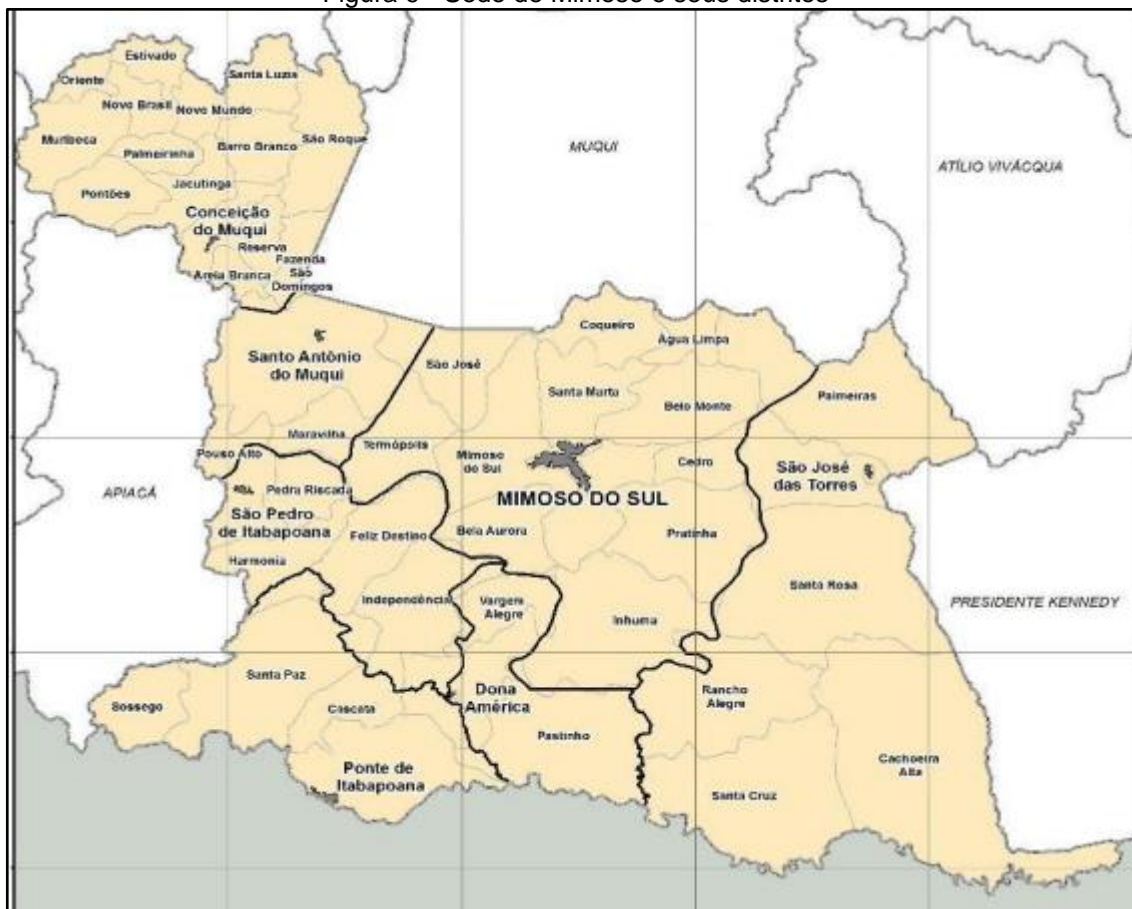 Figura 6 - Sede de Mimoso e seus distritos
Estivado
Oriente
Santa Luzia
Novo Brasil
Novo Mundo
Muribeca
São Roque
Barro Branco
Palmeirinha
MUQUI
ATÍLIO VIVÁCQUA
Jacutinga
Pontões
Conceição
do Muqui
Reserva
Fazenda
São
Domingos
Areia Branca
Coqueiro
Água Limpa
Santo Antônio
do Muqui
São José
Santa Marta
Palmeiras
Belo Monte
Maravilha
Termópolis
Pouso Alto
Mimoso
do Sul
Cedro
São José
das Torres
APIACÁ
Pedra Riscada
MIMOSO DO SUL
São Pedro
de Itabapoana
Bela Aurora
Pratinha
Feliz Destino
Harmonia
Santa Rosa
Independência
Vargem
Alegre
PRESIDENTE KENNEDY
Inhuma
Santa Paz
Dona
América
Rancho
Alegre
Sossego
Cascata
Pastinho
Cachoeira
Alta
Ponte de
Itabapoana
Santa Cruz